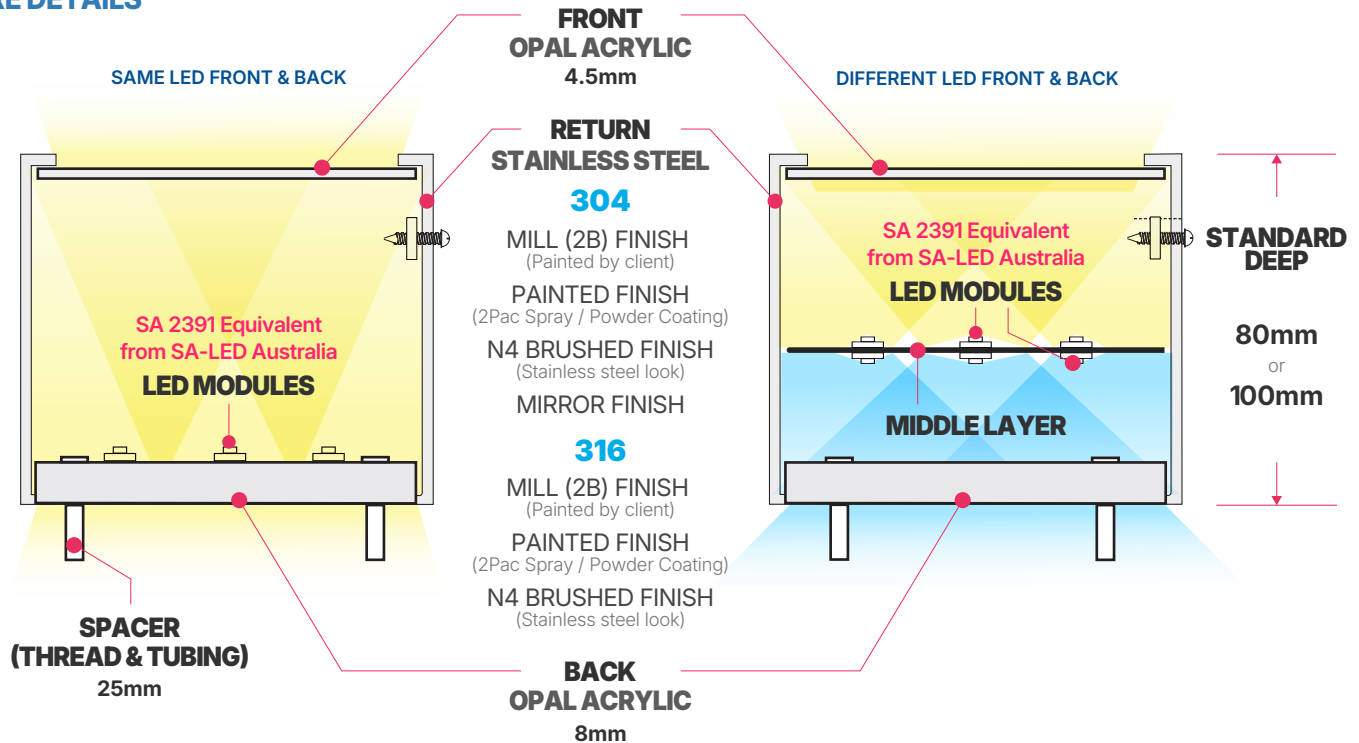 FRONT
OPAL ACRYLIC
4.5mm
SAME LED FRONT & BACK
DIFFERENT LED FRONT & BACK
RETURN
STAINLESS STEEL
304
MILL (2B) FINISH
(Painted by client)
PAINTED FINISH
(2Pac Spray / Powder Coating)
N4 BRUSHED FINISH
(Stainless steel look)
MIRROR FINISH
316
MILL (2B) FINISH
(Painted by client)
PAINTED FINISH
(2Pac Spray / Powder Coating)
N4 BRUSHED FINISH
(Stainless steel look)
SA 2391 Equivalent
from SA-LED Australia
LED MODULES
SA 2391 Equivalent
from SA-LED Australia
LED MODULES
MIDDLE LAYER
STANDARD
DEEP
80mm
or
100mm
SPACER
(THREAD & TUBING)
25mm
BACK
OPAL ACRYLIC
8mm